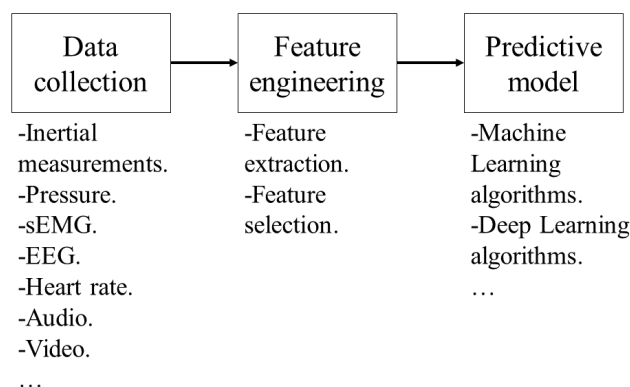 Data
collection
-Inertial
measurements.
-Pressure.
-sEMG.
-EEG.
-Heart rate.
-Audio.
-Video.
…
Feature
engineering
-Feature
extraction.
-Feature
selection.
Predictive
model
-Machine
Learning
algorithms.
-Deep Learning
algorithms.
…